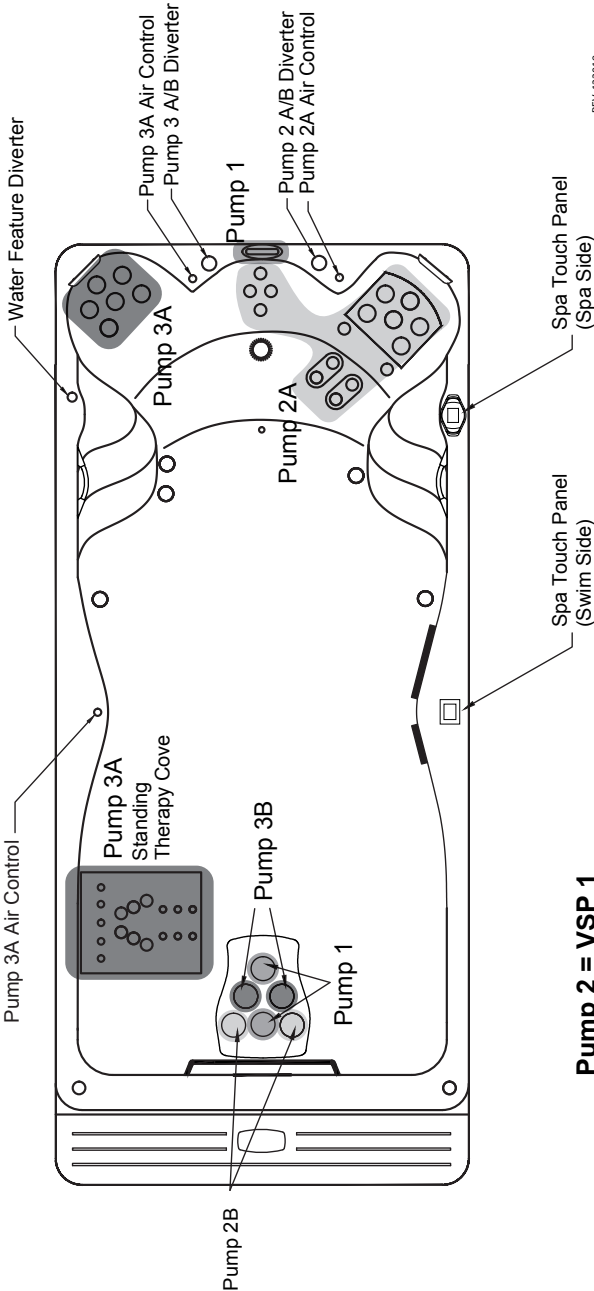 Water Feature Diverter
Pump 3A Air Control
Pump 3 A/B Diverter
Pump 1
Pump 2 A/B Diverter
Pump 2A Air Control
Pump 3A
Pump 2A
Spa Touch Panel
(Spa Side)
Spa Touch Panel
(Swim Side)
Pump 3A Air Control
Pump 3A
Standing
Therapy Cove
Pump 3B
Pump 1
Pump 2B
Pump 2 = VSP 1